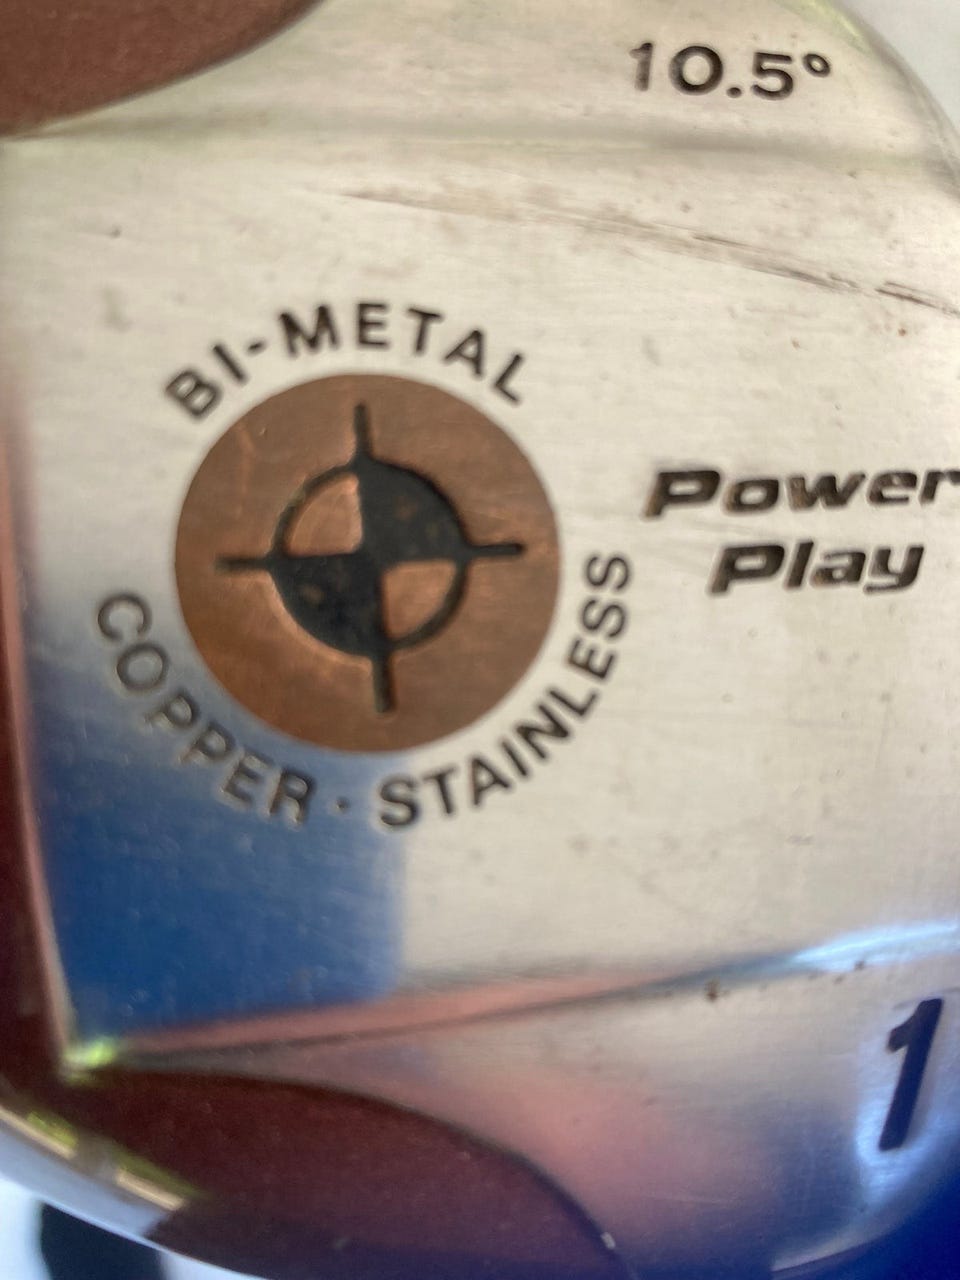 10.5°
BI-METAL
COPPER · STAINLESS
Power
Play
1